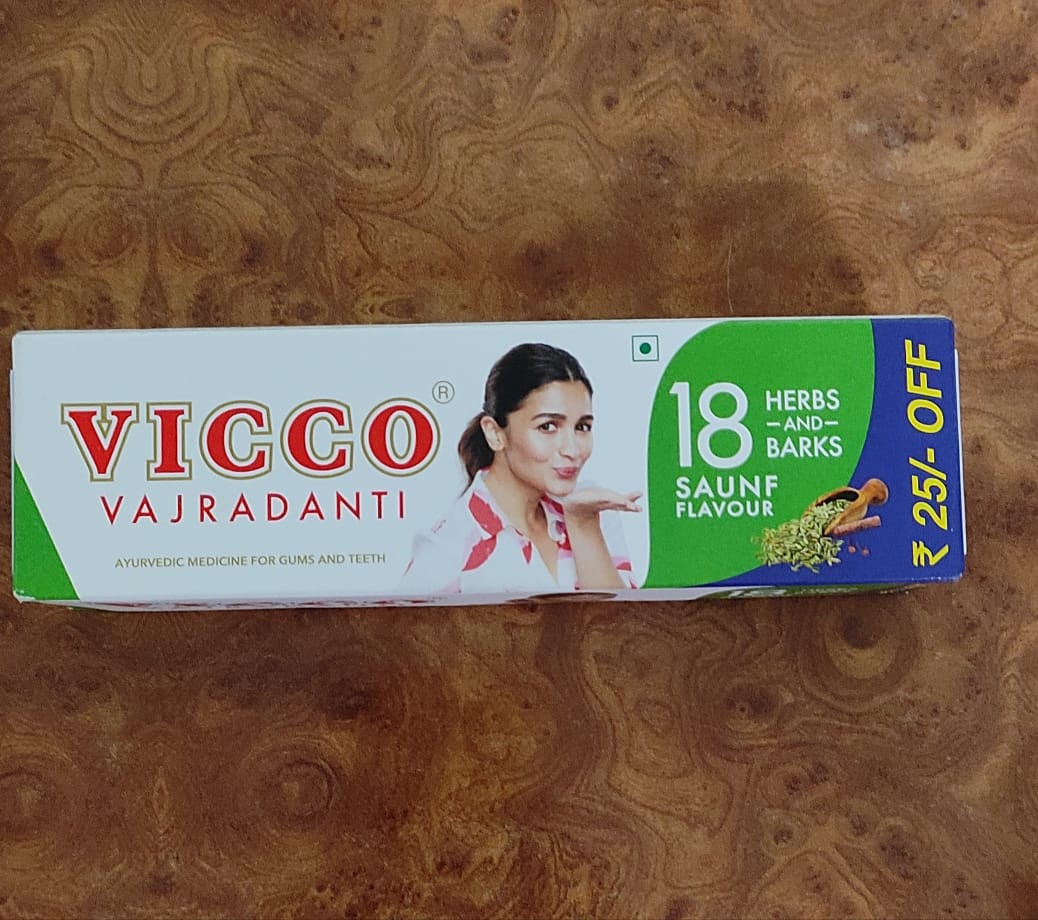 VICCO®
VAJRADANTI
AYURVEDIC MEDICINE FOR GUMS AND TEETH
18 HERBS
–AND–
BARKS
SAUNF
FLAVOUR
₹ 25/- OFF